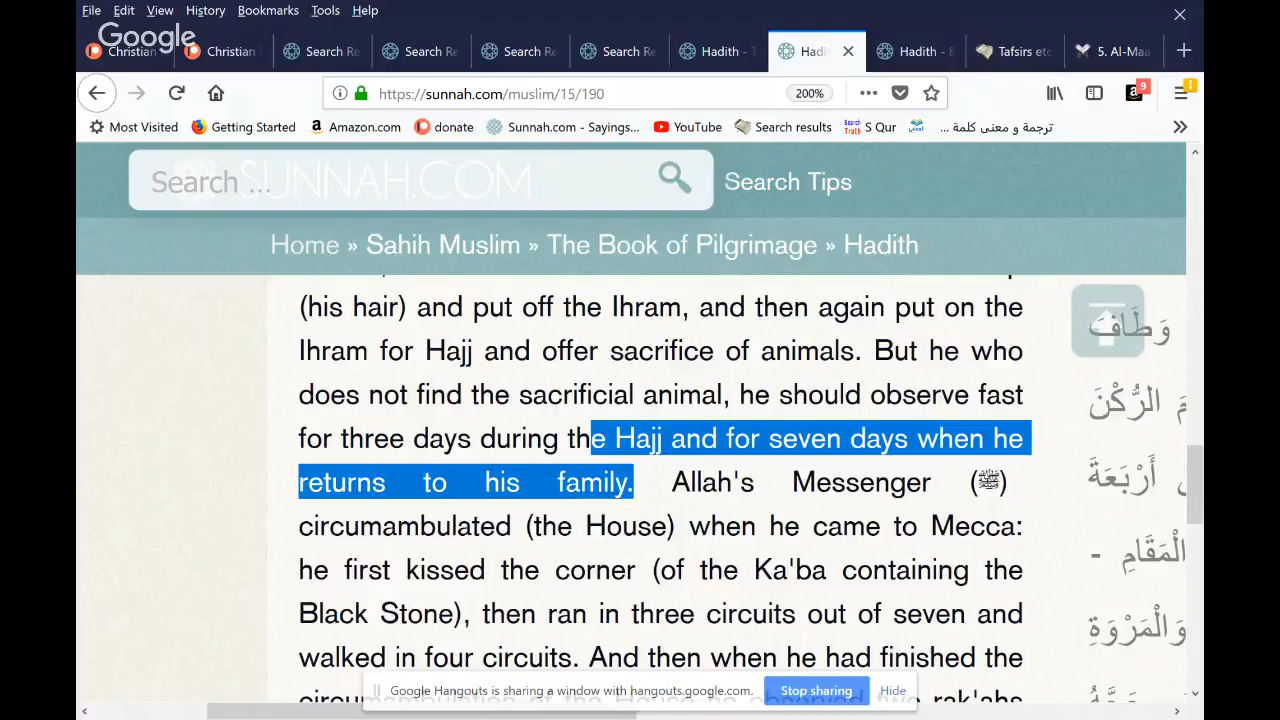 File Edit View History Bookmarks Tools Help
Google
Christian Christian Search Re Search Re Search Re Search Re Hadith - Hadi Hadith - Tafsirs etc 5. Al-Maa
https://sunnah.com/muslim/15/190 200% 9
Most Visited Getting Started Amazon.com donate Sunnah.com - Sayings... YouTube Search results Search Truth S Qur ترجمة و معنى كلمة ...
Search ... SUNNAH.COM Search Tips
Home » Sahih Muslim » The Book of Pilgrimage » Hadith
(his hair) and put off the Ihram, and then again put on the
Ihram for Hajj and offer sacrifice of animals. But he who
does not find the sacrificial animal, he should observe fast
for three days during the Hajj and for seven days when he
returns to his family. Allah's Messenger (ﷺ)
circumambulated (the House) when he came to Mecca:
he first kissed the corner (of the Ka'ba containing the
Black Stone), then ran in three circuits out of seven and
walked in four circuits. And then when he had finished the
وَطَافَ
الرُّكْنَ
أَرْبَعَةَ
الْمَقَامِ -
وَالْمَرْوَةِ
Google Hangouts is sharing a window with hangouts.google.com. Stop sharing Hide
rak'ahs